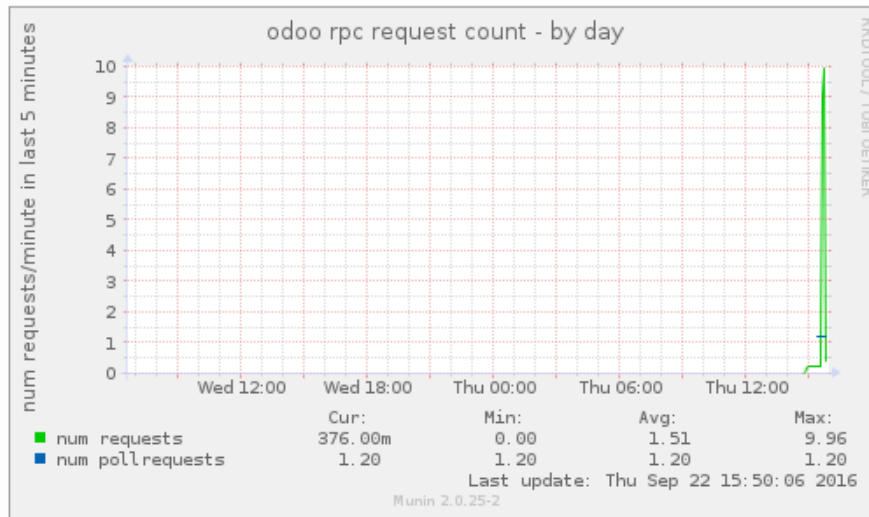 odoo rpc request count - by day
RRDTOOL / TOBI OETIKER
num requests/minute in last 5 minutes
10
9
8
7
6
5
4
3
2
1
0
Wed 12:00 Wed 18:00 Thu 00:00 Thu 06:00 Thu 12:00
Cur: Min: Avg: Max:
num requests 376.00m 0.00 1.51 9.96
num pollrequests 1.20 1.20 1.20 1.20
Last update: Thu Sep 22 15:50:06 2016
Munin 2.0.25-2